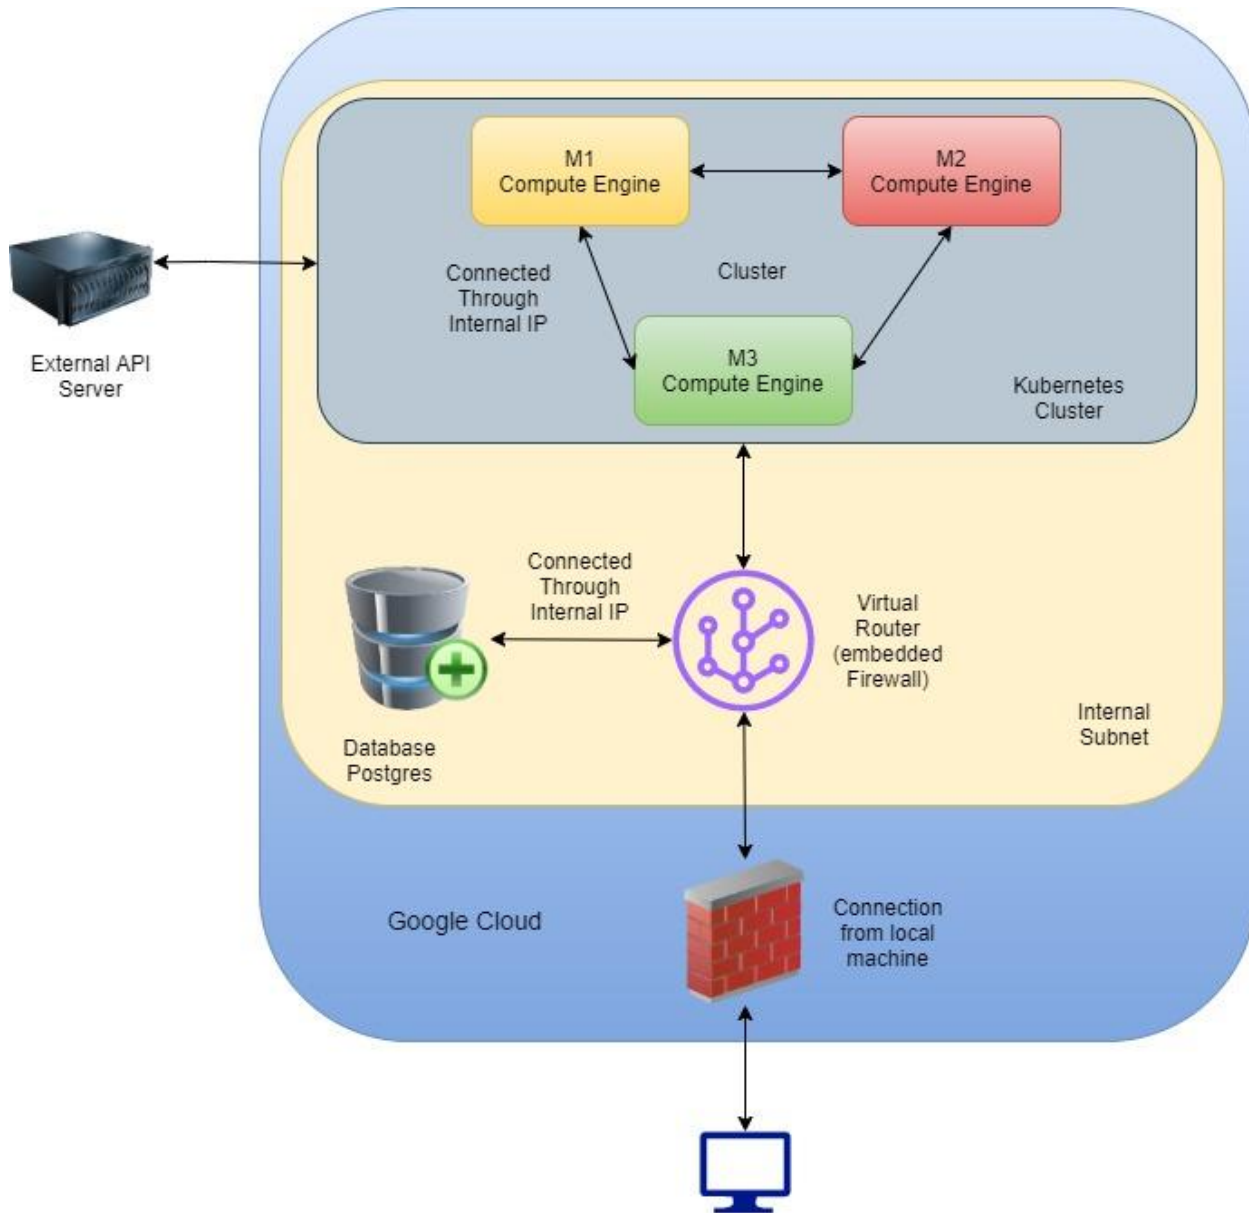 M1
Compute Engine
M2
Compute Engine
Connected
Through
Internal IP
Cluster
M3
Compute Engine
Kubernetes
Cluster
External API
Server
Connected
Through
Internal IP
Virtual
Router
(embedded
Firewall)
Database
Postgres
Internal
Subnet
Google Cloud
Connection
from local
machine